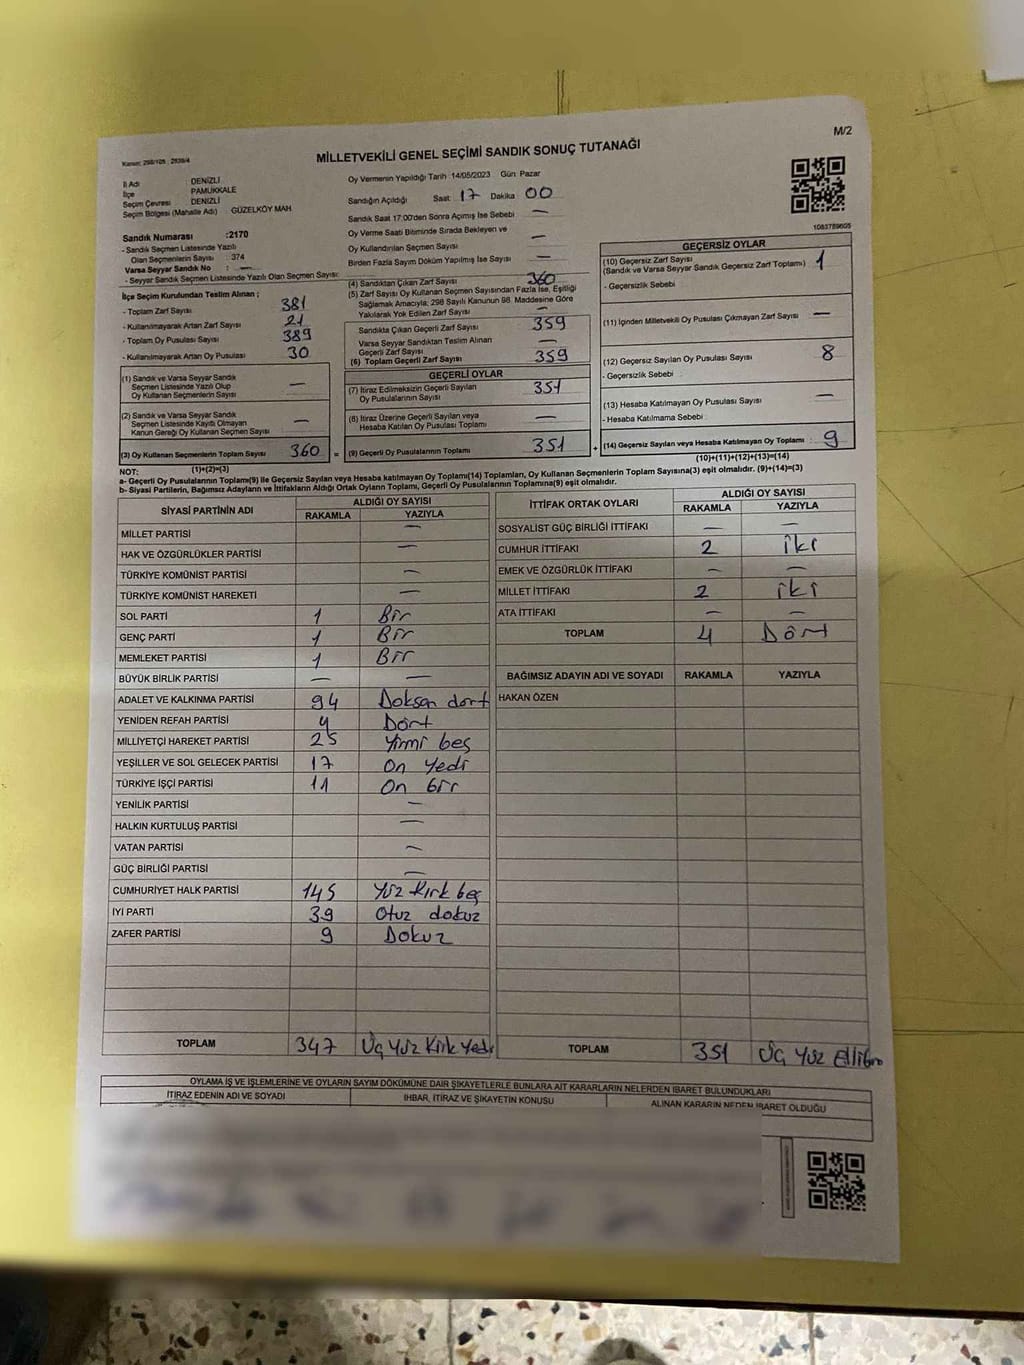 M/2
Kanun: 298/105 , 2839/4
MİLLETVEKİLİ GENEL SEÇİMİ SANDIK SONUÇ TUTANAĞI
İl Adı DENİZLİ
İlçe PAMUKKALE
Seçim Çevresi DENİZLİ
Seçim Bölgesi (Mahalle Adı) : GÜZELKÖY MAH.
Sandık Numarası :2170
- Sandık Seçmen Listesinde Yazılı
Olan Seçmenlerin Sayısı : 374
Varsa Seyyar Sandık No : —
- Seyyar Sandık Seçmen Listesinde Yazılı Olan Seçmen Sayısı:
İlçe Seçim Kurulundan Teslim Alınan ;
- Toplam Zarf Sayısı 381
- Kullanılmayarak Artan Zarf Sayısı 21
- Toplam Oy Pusulası Sayısı 389
- Kullanılmayarak Artan Oy Pusulası 30
(1) Sandık ve Varsa Seyyar Sandık
Seçmen Listesinde Yazılı Olup
Oy Kullanan Seçmenlerin Sayısı —
(2) Sandık ve Varsa Seyyar Sandık
Seçmen Listesinde Kayıtlı Olmayan
Kanun Gereği Oy Kullanan Seçmen Sayısı —
(3) Oy Kullanan Seçmenlerin Toplam Sayısı 360 =
(1)+(2)=(3)
Oy Vermenin Yapıldığı Tarih :14/05/2023 Gün: Pazar
Sandığın Açıldığı Saat: 17 Dakika 00
Sandık Saat 17:00'den Sonra Açımış İse Sebebi —
Oy Verme Saati Bitiminde Sırada Bekleyen ve
Oy Kullandırılan Seçmen Sayısı —
Birden Fazla Sayım Döküm Yapılmış İse Sayısı —
(4) Sandıktan Çıkan Zarf Sayısı 360
(5) Zarf Sayısı Oy Kullanan Seçmen Sayısından Fazla İse, Eşitliği
Sağlamak Amacıyla; 298 Sayılı Kanunun 98. Maddesine Göre
Yakılarak Yok Edilen Zarf Sayısı —
Sandıkta Çıkan Geçerli Zarf Sayısı 359
Varsa Seyyar Sandıktan Teslim Alınan
Geçerli Zarf Sayısı —
(6) Toplam Geçerli Zarf Sayısı 359
GEÇERLİ OYLAR
(7) İtiraz Edilmeksizin Geçerli Sayılan
Oy Pusulalarının Sayısı 351
(8) İtiraz Üzerine Geçerli Sayılan veya
Hesaba Katılan Oy Pusulası Toplamı —
(9) Geçerli Oy Pusulalarının Toplamı 351 +
1083789605
GEÇERSİZ OYLAR
(10) Geçersiz Zarf Sayısı
(Sandık ve Varsa Seyyar Sandık Geçersiz Zarf Toplamı) 1
- Geçersizlik Sebebi
(11) İçinden Milletvekili Oy Pusulası Çıkmayan Zarf Sayısı —
(12) Geçersiz Sayılan Oy Pusulası Sayısı 8
- Geçersizlik Sebebi :
(13) Hesaba Katılmayan Oy Pusulası Sayısı —
- Hesaba Katılmama Sebebi :
(14) Geçersiz Sayılan veya Hesaba Katılmayan Oy Toplamı : 9
(10)+(11)+(12)+(13)=(14)
NOT:
a- Geçerli Oy Pusulalarının Toplamı(9) ile Geçersiz Sayılan veya Hesaba katılmayan Oy Toplamı(14) Toplamları, Oy Kullanan Seçmenlerin Toplam Sayısına(3) eşit olmalıdır. (9)+(14)=(3)
b- Siyasi Partilerin, Bağımsız Adayların ve İttifakların Aldığı Ortak Oyların Toplamı, Geçerli Oy Pusulalarının Toplamına(9) eşit olmalıdır.
SİYASİ PARTİNİN ADI ALDIĞI OY SAYISI
RAKAMLA YAZIYLA
MİLLET PARTİSİ —
HAK VE ÖZGÜRLÜKLER PARTİSİ —
TÜRKİYE KOMÜNİST PARTİSİ —
TÜRKİYE KOMÜNİST HAREKETİ —
SOL PARTİ 1 Bir
GENÇ PARTİ 1 Bir
MEMLEKET PARTİSİ 1 Bir
BÜYÜK BİRLİK PARTİSİ — —
ADALET VE KALKINMA PARTİSİ 94 Doksan dört
YENİDEN REFAH PARTİSİ 4 Dört
MİLLİYETÇİ HAREKET PARTİSİ 25 Yirmi beş
YEŞİLLER VE SOL GELECEK PARTİSİ 17 On Yedi
TÜRKİYE İŞÇİ PARTİSİ 11 On bir
YENİLİK PARTİSİ —
HALKIN KURTULUŞ PARTİSİ —
VATAN PARTİSİ —
GÜÇ BİRLİĞİ PARTİSİ —
CUMHURİYET HALK PARTİSİ 145 Yüz kırk beş
İYİ PARTİ 39 Otuz dokuz
ZAFER PARTİSİ 9 Dokuz
TOPLAM 347 Üç Yüz Kırk Yedi
İTTİFAK ORTAK OYLARI ALDIĞI OY SAYISI
RAKAMLA YAZIYLA
SOSYALİST GÜÇ BİRLİĞİ İTTİFAKI — —
CUMHUR İTTİFAKI 2 iki
EMEK VE ÖZGÜRLÜK İTTİFAKI — —
MİLLET İTTİFAKI 2 iki
ATA İTTİFAKI — —
TOPLAM 4 Dört
BAĞIMSIZ ADAYIN ADI VE SOYADI RAKAMLA YAZIYLA
HAKAN ÖZEN
TOPLAM 351 Üç Yüz Ellibir
OYLAMA İŞ VE İŞLEMLERİNE VE OYLARIN SAYIM DÖKÜMÜNE DAİR ŞİKAYETLERLE BUNLARA AİT KARARLARIN NELERDEN İBARET BULUNDUKLARI
İTİRAZ EDENİN ADI VE SOYADI İHBAR, İTİRAZ VE ŞİKAYETİN KONUSU ALINAN KARARIN NEDEN İBARET OLDUĞU